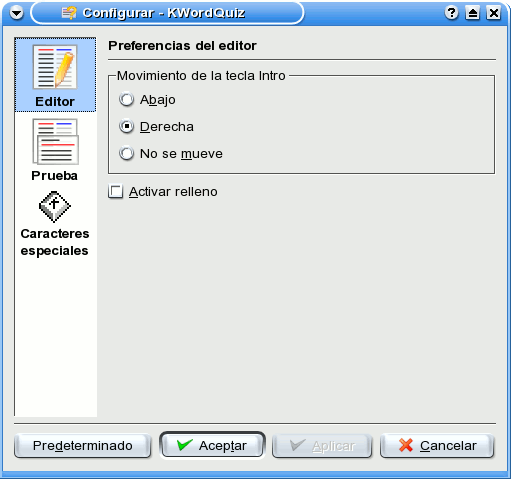 Configurar - KWordQuiz
Editor
Prueba
Caracteres
especiales
Preferencias del editor
Movimiento de la tecla Intro
Abajo
Derecha
No se mueve
Activar relleno
Predeterminado
Aceptar
Aplicar
Cancelar